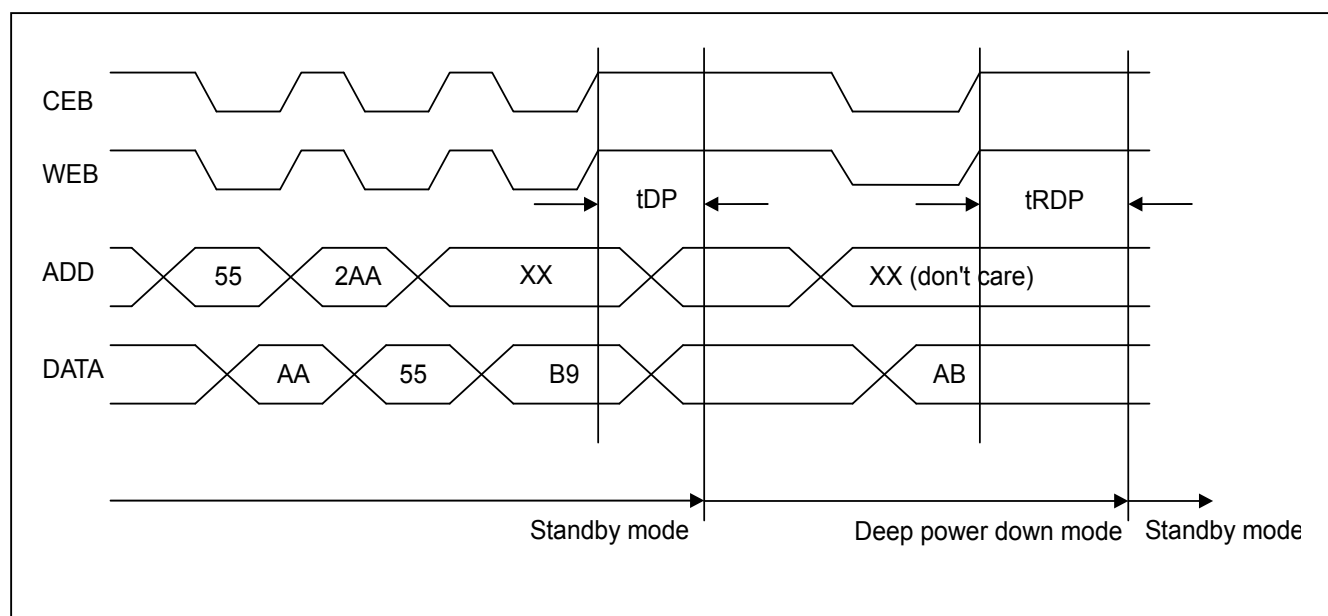 CEB
WEB
tDP
tRDP
ADD
55
2AA
XX
XX (don't care)
DATA
AA
55
B9
AB
Standby mode
Deep power down mode
Standby mode